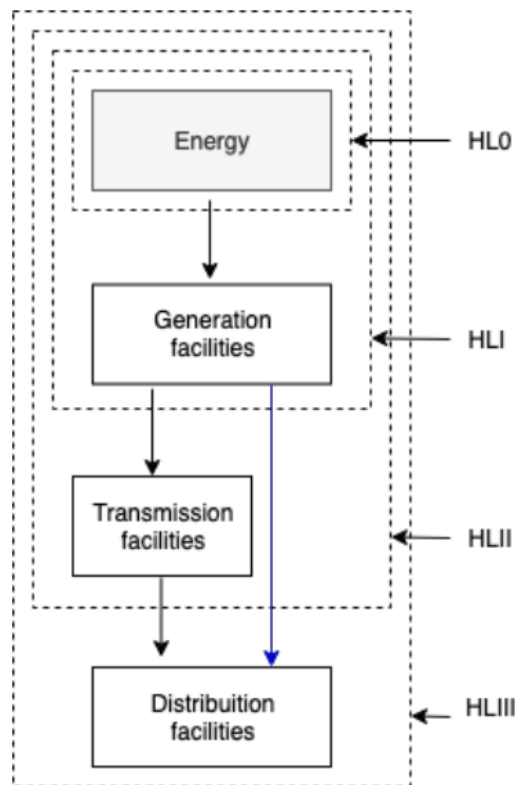 Energy
HL0
Generation
facilities
HLI
Transmission
facilities
HLII
Distribuition
facilities
HLIII